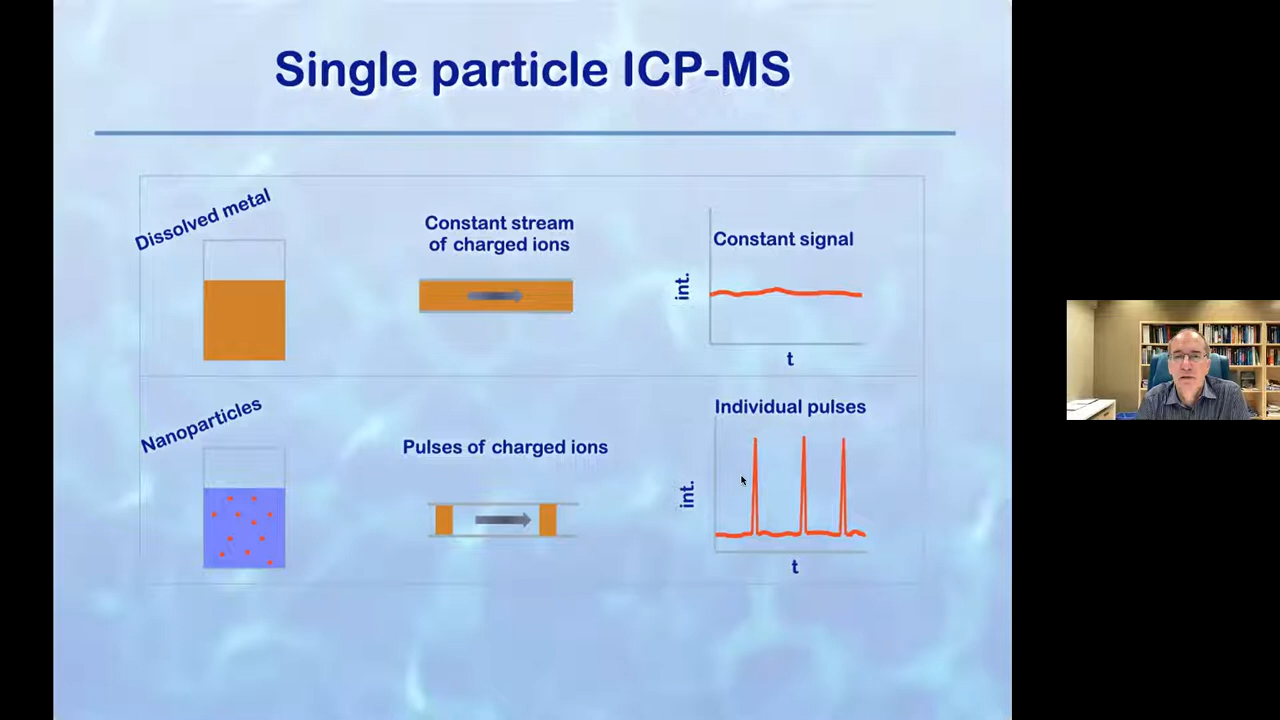 Single particle ICP-MS
Dissolved metal
Constant stream
of charged ions
Constant signal
int.
t
Nanoparticles
Pulses of charged ions
Individual pulses
int.
t